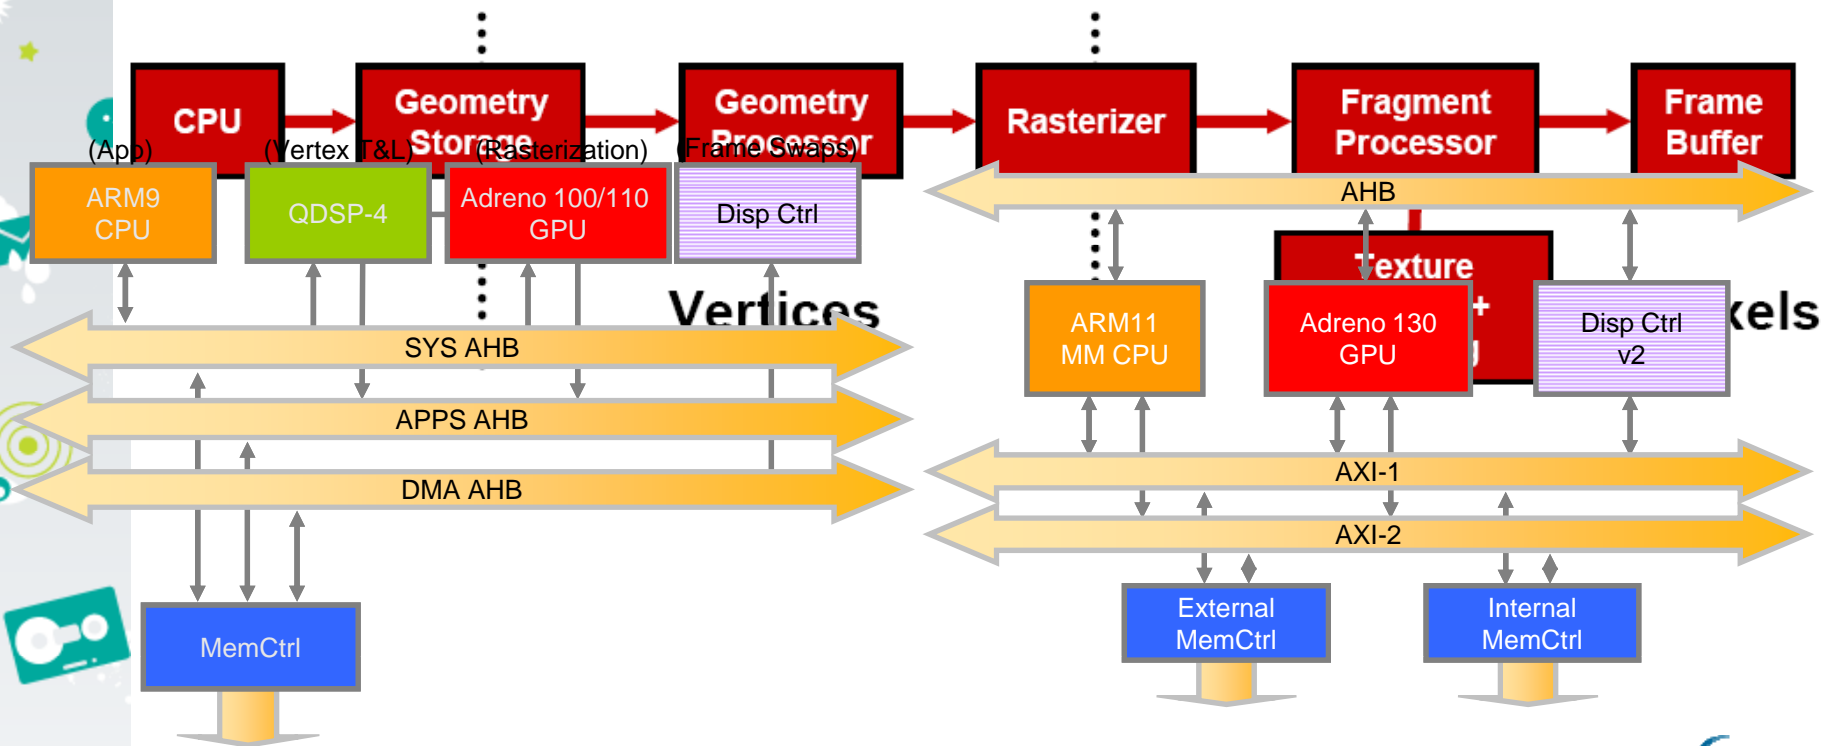 CPU
Geometry
Storage
Geometry
Processor
Rasterizer
Fragment
Processor
Frame
Buffer
(App)
(Vertex T&L)
(Rasterization)
(Frame Swaps)
ARM9
CPU
QDSP-4
Adreno 100/110
GPU
Disp Ctrl
AHB
Texture
+
Vertices
xels
ARM11
MM CPU
Adreno 130
GPU
Disp Ctrl
v2
SYS AHB
APPS AHB
DMA AHB
AXI-1
AXI-2
MemCtrl
External
MemCtrl
Internal
MemCtrl